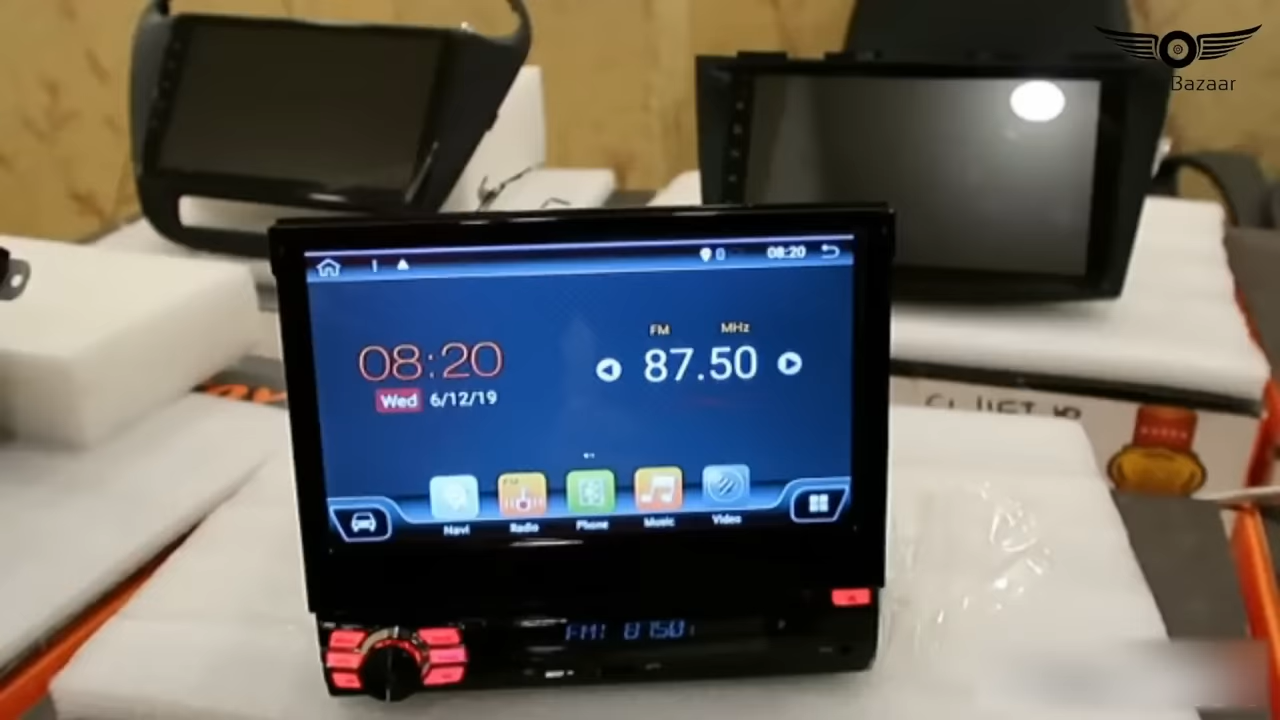 Bazaar
08:20
08:20
Wed 6/12/19
FM MHz
87.50
Navi Radio Phone Music Video
FM1 87.50